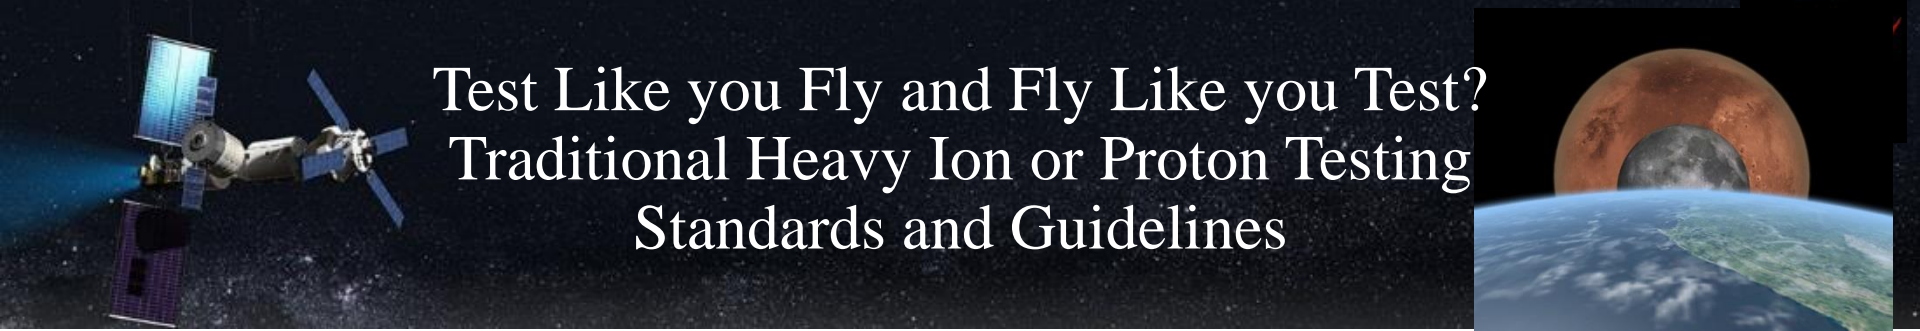 Test Like you Fly and Fly Like you Test?
Traditional Heavy Ion or Proton Testing
Standards and Guidelines